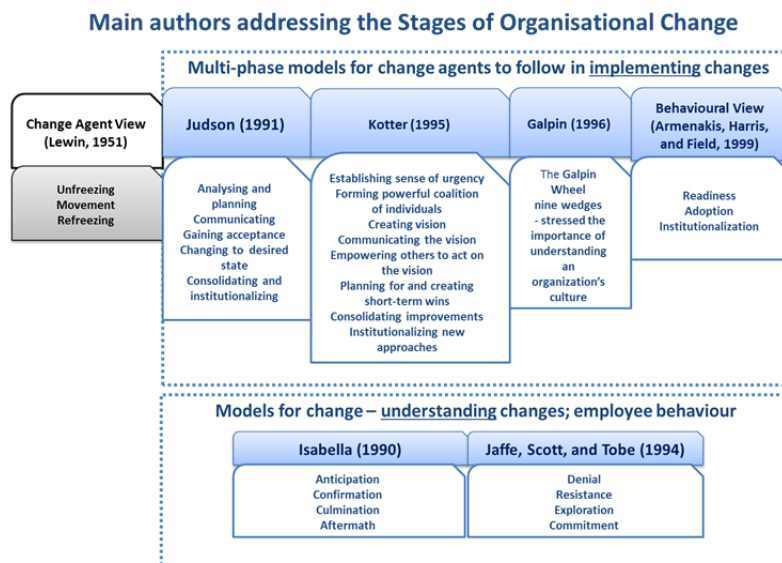 Main authors addressing the Stages of Organisational Change
Multi-phase models for change agents to follow in implementing changes
Change Agent View
(Lewin, 1951)
Unfreezing
Movement
Refreezing
Judson (1991)
Analysing and
planning
Communicating
Gaining acceptance
Changing to desired
state
Consolidating and
institutionalizing
Kotter (1995)
Establishing sense of urgency
Forming powerful coalition
of individuals
Creating vision
Communicating the vision
Empowering others to act on
the vision
Planning for and creating
short-term wins
Consolidating improvements
Institutionalizing new
approaches
Galpin (1996)
The Galpin
Wheel
nine wedges
- stressed the
importance of
understanding
an
organization's
culture
Behavioural View
(Armenakis, Harris,
and Field, 1999)
Readiness
Adoption
Institutionalization
Models for change – understanding changes; employee behaviour
Isabella (1990)
Anticipation
Confirmation
Culmination
Aftermath
Jaffe, Scott, and Tobe (1994)
Denial
Resistance
Exploration
Commitment